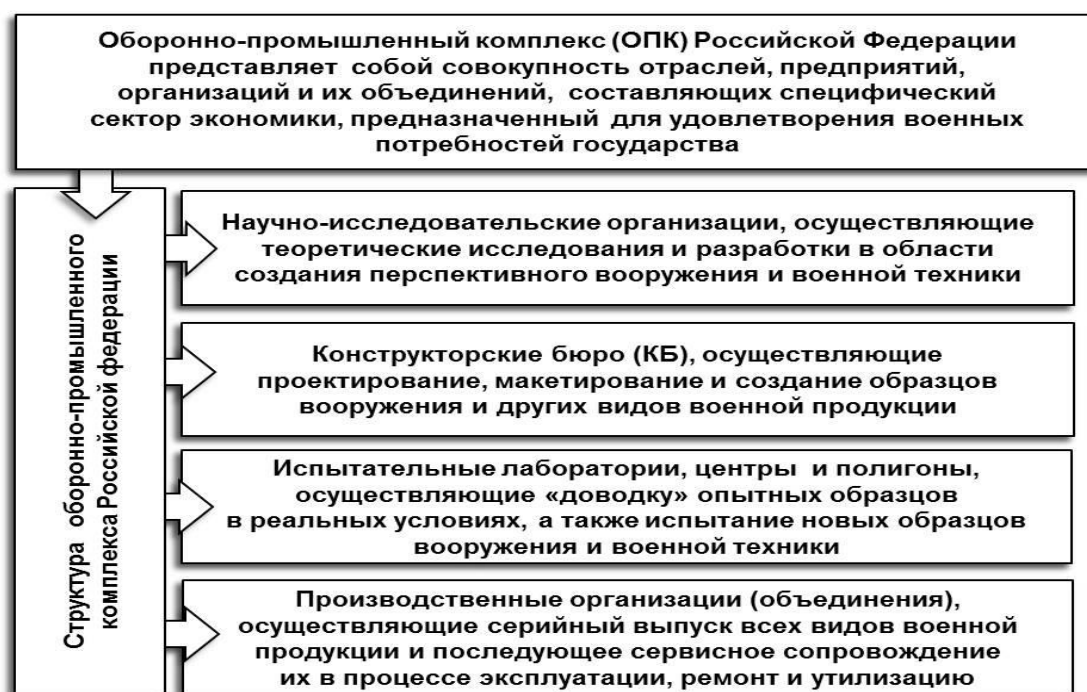 Оборонно-промышленный комплекс (ОПК) Российской Федерации
представляет собой совокупность отраслей, предприятий,
организаций и их объединений, составляющих специфический
сектор экономики, предназначенный для удовлетворения военных
потребностей государства
Структура оборонно-промышленного
комплекса Российской федерации
Научно-исследовательские организации, осуществляющие
теоретические исследования и разработки в области
создания перспективного вооружения и военной техники
Конструкторские бюро (КБ), осуществляющие
проектирование, макетирование и создание образцов
вооружения и других видов военной продукции
Испытательные лаборатории, центры и полигоны,
осуществляющие «доводку» опытных образцов
в реальных условиях, а также испытание новых образцов
вооружения и военной техники
Производственные организации (объединения),
осуществляющие серийный выпуск всех видов военной
продукции и последующее сервисное сопровождение
их в процессе эксплуатации, ремонт и утилизацию